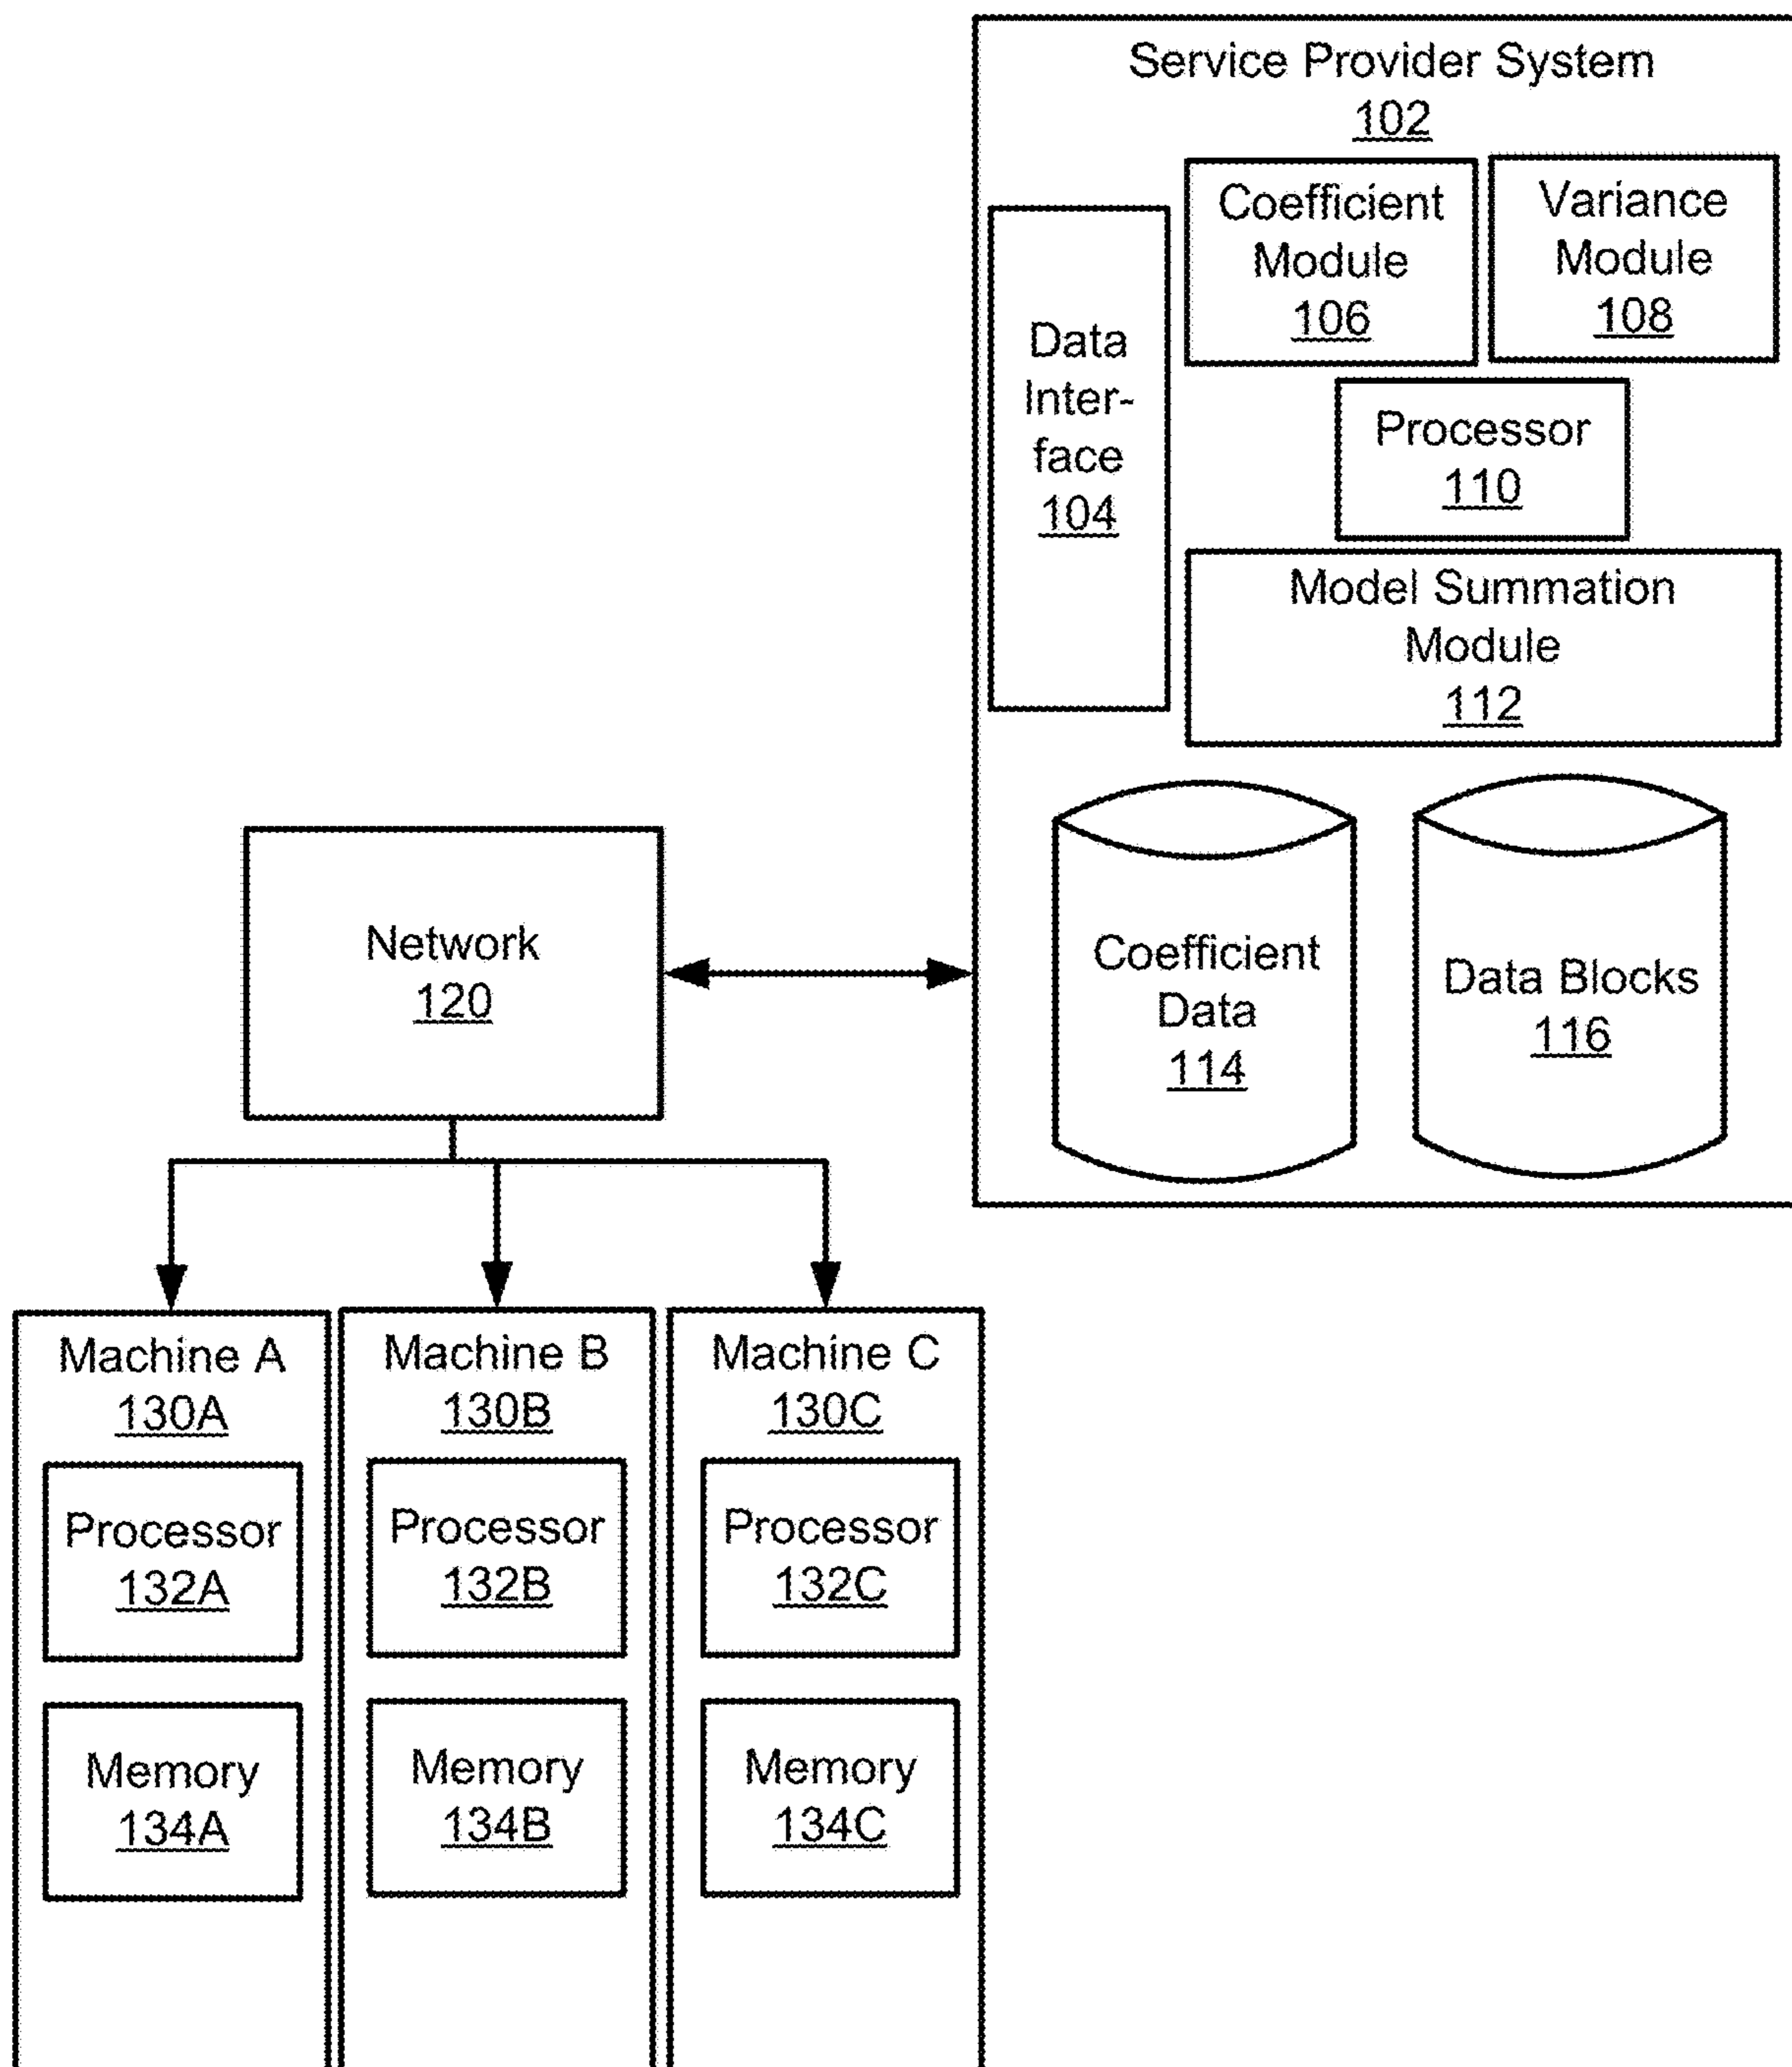 Service Provider System
102
Data
Inter-
face
104
Coefficient
Module
106
Variance
Module
108
Processor
110
Model Summation
Module
112
Coefficient
Data
114
Data Blocks
116
Network
120
Machine A
130A
Processor
132A
Memory
134A
Machine B
130B
Processor
132B
Memory
134B
Machine C
130C
Processor
132C
Memory
134C